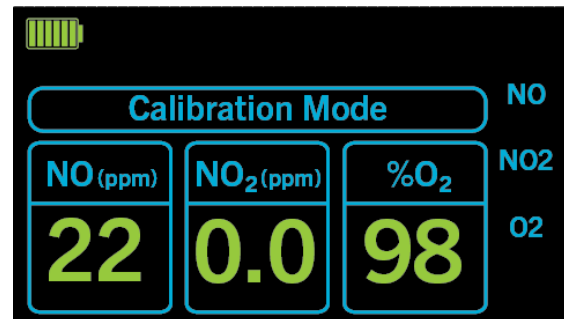 Calibration Mode
NO
NO(ppm) NO₂(ppm) %O₂
NO2
22 0.0 98
O2